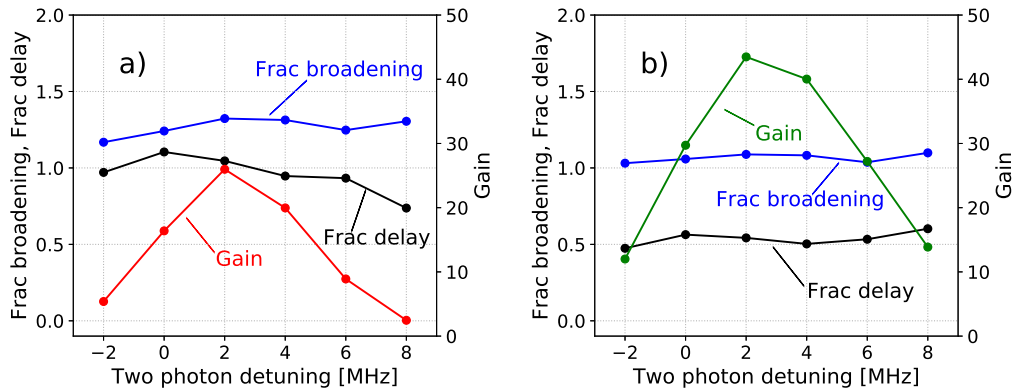 Frac broadening, Frac delay
2.0
1.5
1.0
0.5
0.0
a)
Frac broadening
Frac delay
Gain
50
40
30
20
10
0
Gain
−2 0 2 4 6 8
Two photon detuning [MHz]
Frac broadening, Frac delay
2.0
1.5
1.0
0.5
0.0
b)
Gain
Frac broadening
Frac delay
50
40
30
20
10
0
Gain
−2 0 2 4 6 8
Two photon detuning [MHz]